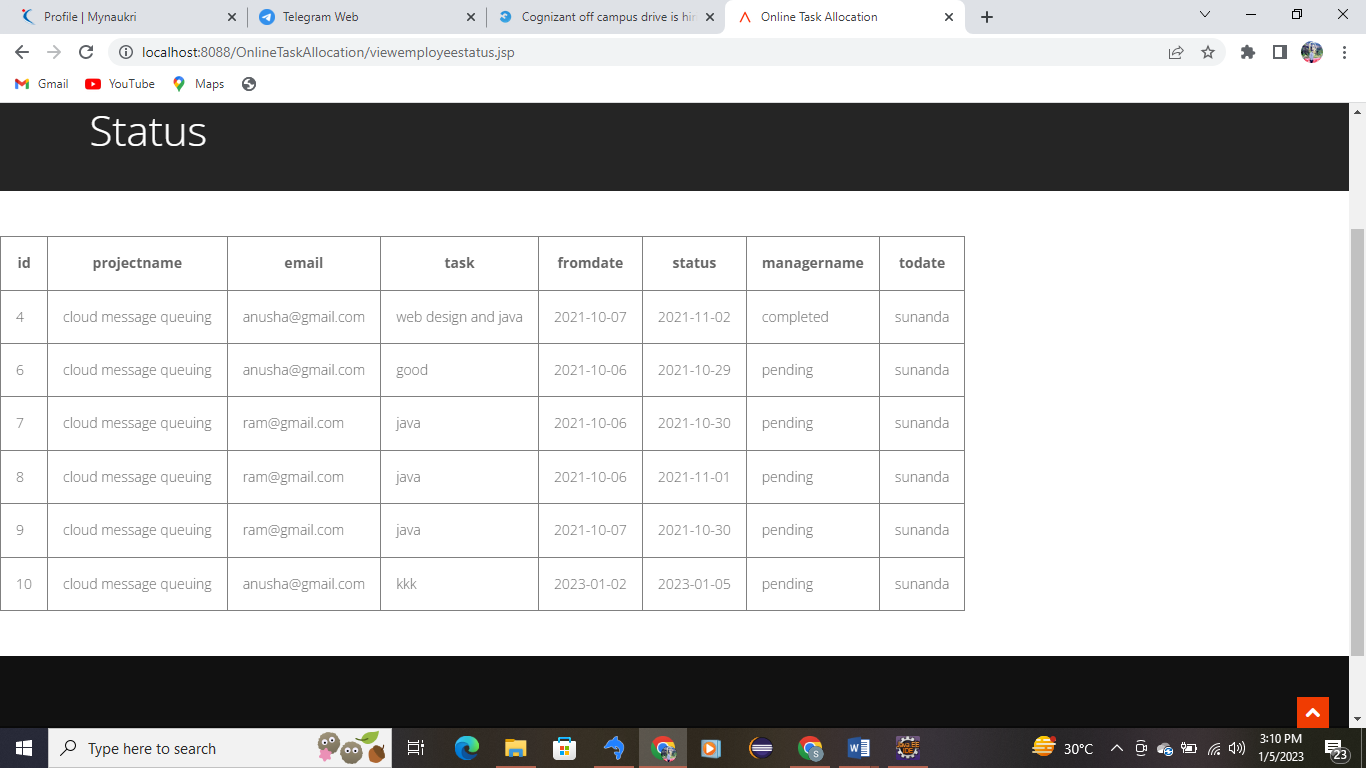 Profile | Mynaukri
Telegram Web
Cognizant off campus drive is hir
Online Task Allocation
localhost:8088/OnlineTaskAllocation/viewemployeestatus.jsp
Gmail YouTube Maps
Status
id projectname email task fromdate status managername todate
4 cloud message queuing anusha@gmail.com web design and java 2021-10-07 2021-11-02 completed sunanda
6 cloud message queuing anusha@gmail.com good 2021-10-06 2021-10-29 pending sunanda
7 cloud message queuing ram@gmail.com java 2021-10-06 2021-10-30 pending sunanda
8 cloud message queuing ram@gmail.com java 2021-10-06 2021-11-01 pending sunanda
9 cloud message queuing ram@gmail.com java 2021-10-07 2021-10-30 pending sunanda
10 cloud message queuing anusha@gmail.com kkk 2023-01-02 2023-01-05 pending sunanda
Type here to search
30°C
3:10 PM
1/5/2023
23